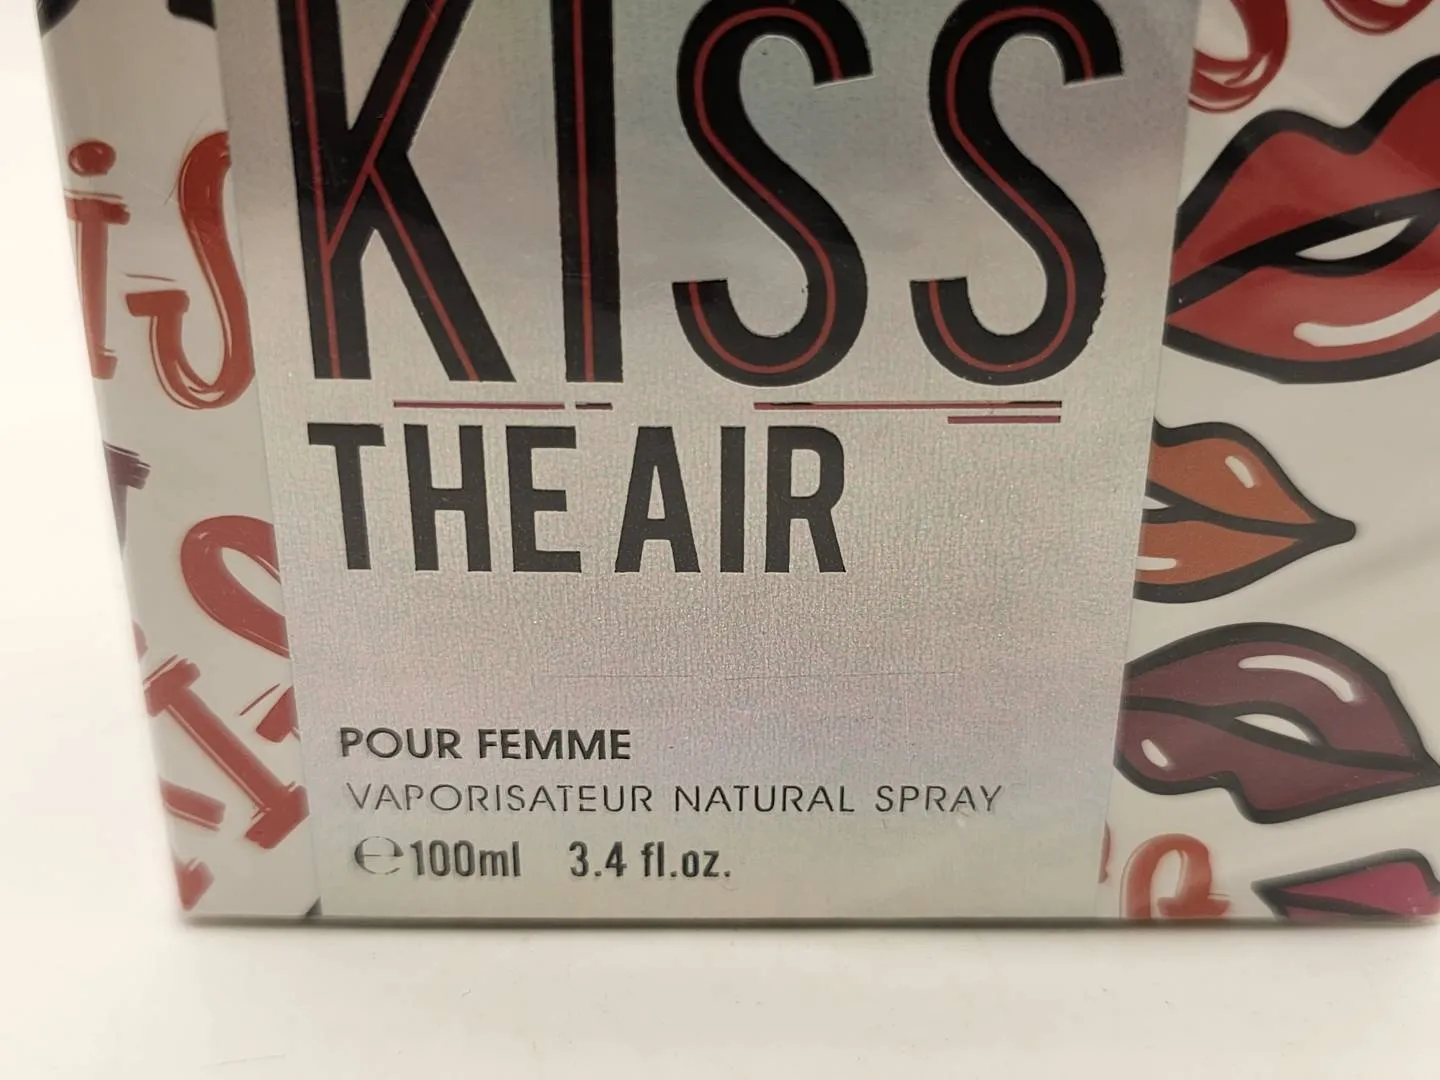 KISS
THE AIR
POUR FEMME
VAPORISATEUR NATURAL SPRAY
℮100ml 3.4 fl.oz.